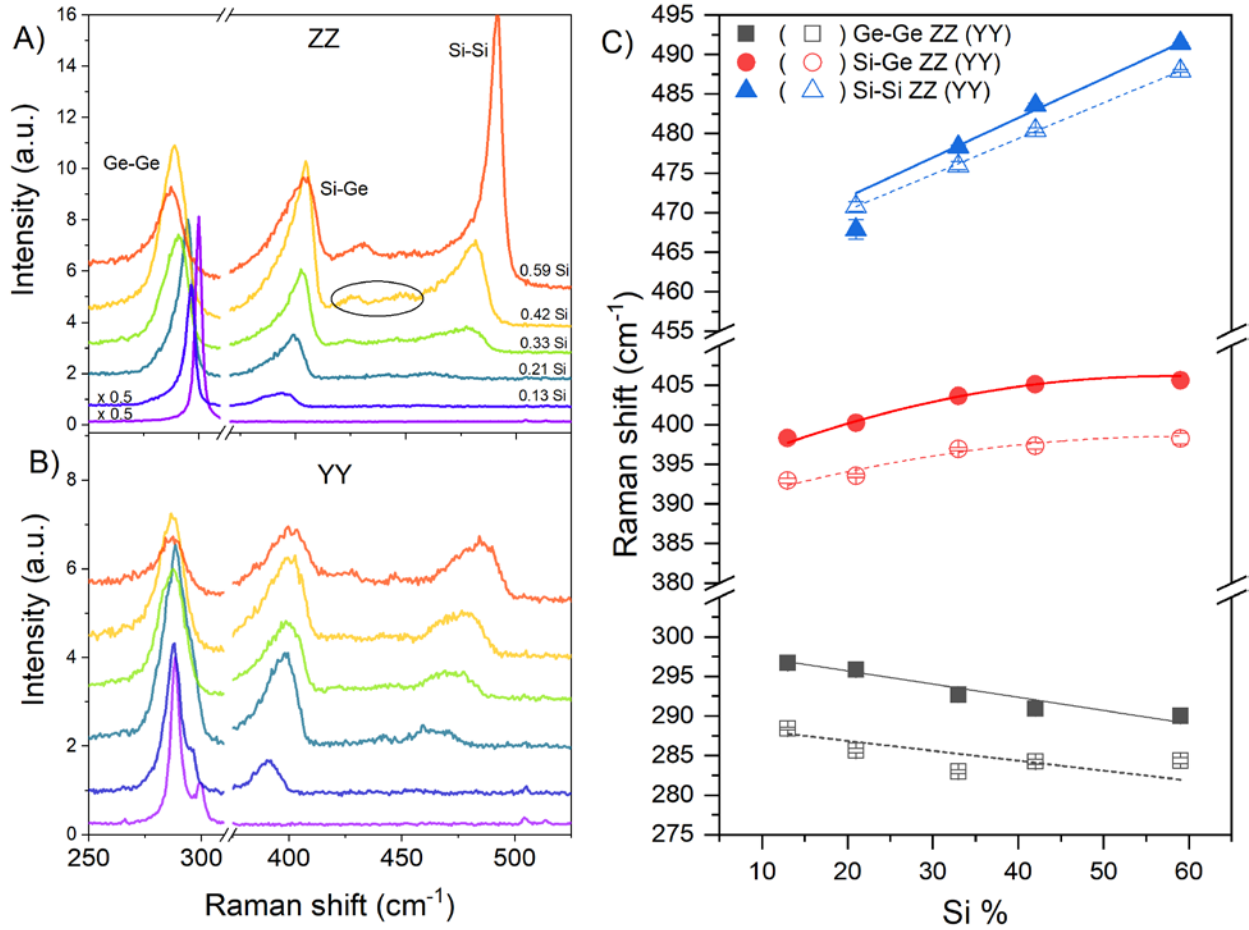 A)
ZZ
Si-Si
Ge-Ge
Si-Ge
0.59 Si
0.42 Si
0.33 Si
0.21 Si
0.13 Si
x 0.5
x 0.5
16
14
12
10
8
6
4
2
0
Intensity (a.u.)
B)
YY
8
6
4
2
0
Intensity (a.u.)
250
300
400
450
500
Raman shift (cm-1)
C)
( ) Ge-Ge ZZ (YY)
( ) Si-Ge ZZ (YY)
( ) Si-Si ZZ (YY)
495
490
485
480
475
470
465
460
455
405
400
395
390
385
380
300
295
290
285
280
275
Raman shift (cm-1)
10
20
30
40
50
60
Si %